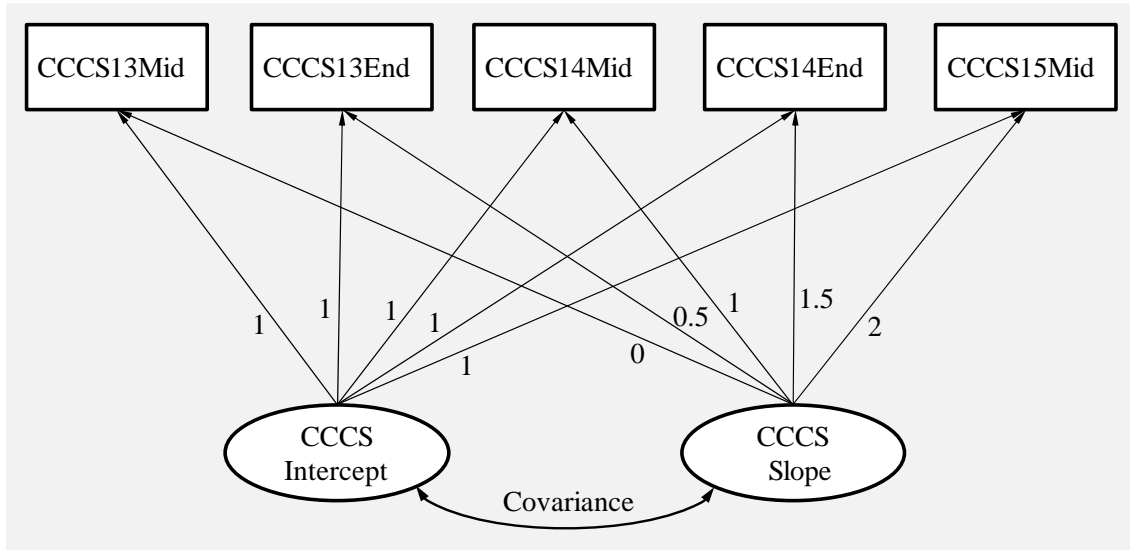 CCCS13Mid
CCCS13End
CCCS14Mid
CCCS14End
CCCS15Mid
1
1
1
1
1
0
0.5
1
1.5
2
CCCS
Intercept
CCCS
Slope
Covariance